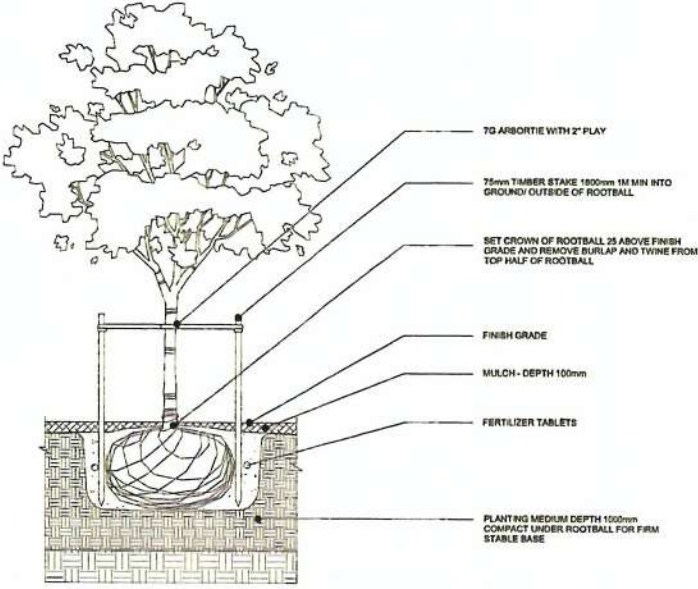 7G ARBORTIE WITH 2" PLAY
75mm TIMBER STAKE 1800mm 1M MIN INTO
GROUND/ OUTSIDE OF ROOTBALL
SET CROWN OF ROOTBALL 25 ABOVE FINISH
GRADE AND REMOVE BURLAP AND TWINE FROM
TOP HALF OF ROOTBALL
FINISH GRADE
MULCH - DEPTH 100mm
FERTILIZER TABLETS
PLANTING MEDIUM DEPTH 1000mm
COMPACT UNDER ROOTBALL FOR FIRM
STABLE BASE